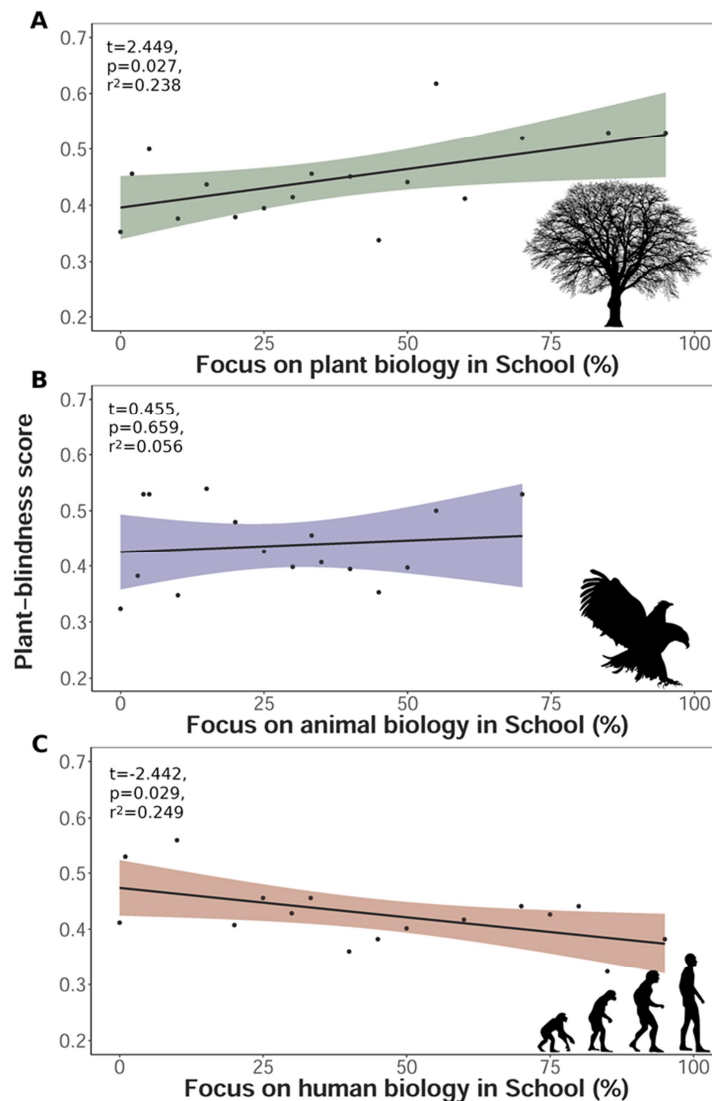 A
t=2.449,
p=0.027,
r²=0.238
0.7
0.6
0.5
0.4
0.3
0.2
0 25 50 75 100
Focus on plant biology in School (%)
B
t=0.455,
p=0.659,
r²=0.056
0.7
0.6
0.5
0.4
0.3
0.2
0 25 50 75 100
Focus on animal biology in School (%)
Plant−blindness score
C
t=-2.442,
p=0.029,
r²=0.249
0.7
0.6
0.5
0.4
0.3
0.2
0 25 50 75 100
Focus on human biology in School (%)